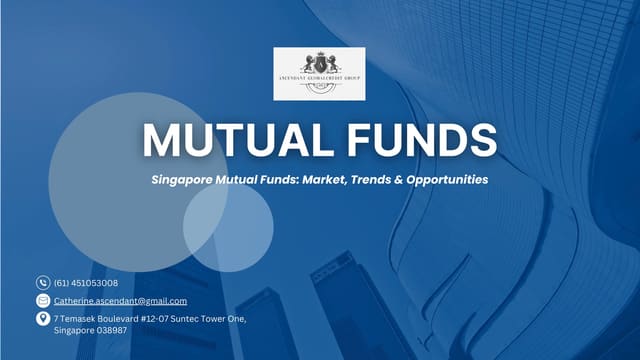 ASCENDANT GLOBALCREDIT GROUP
MUTUAL FUNDS
Singapore Mutual Funds: Market, Trends & Opportunities
(61) 451053008
Catherine.ascendant@gmail.com
7 Temasek Boulevard #12-07 Suntec Tower One,
Singapore 038987